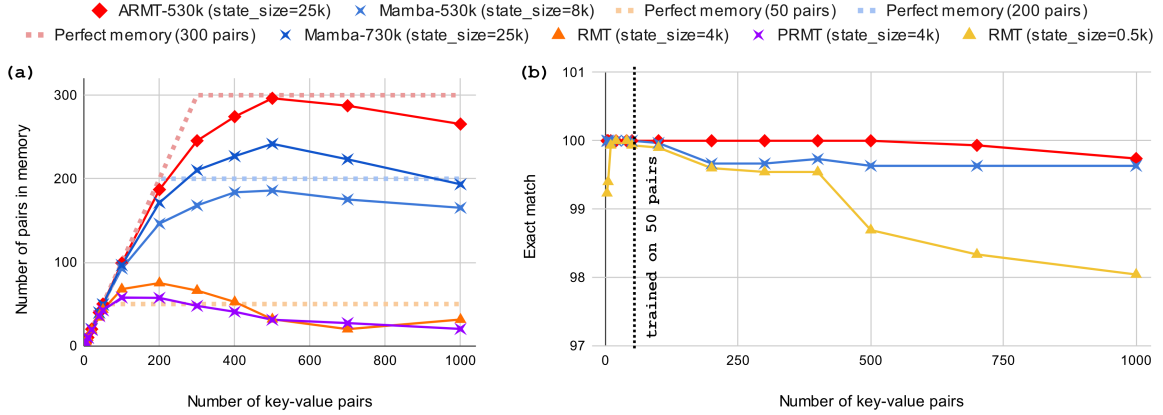 ARMT-530k (state_size=25k) Mamba-530k (state_size=8k) Perfect memory (50 pairs) Perfect memory (200 pairs)
Perfect memory (300 pairs) Mamba-730k (state_size=25k) RMT (state_size=4k) PRMT (state_size=4k) RMT (state_size=0.5k)
(a)
Number of pairs in memory
300
200
100
0
0 200 400 600 800 1000
Number of key-value pairs
(b)
Exact match
101
100
99
98
97
trained on 50 pairs
0 250 500 750 1000
Number of key-value pairs